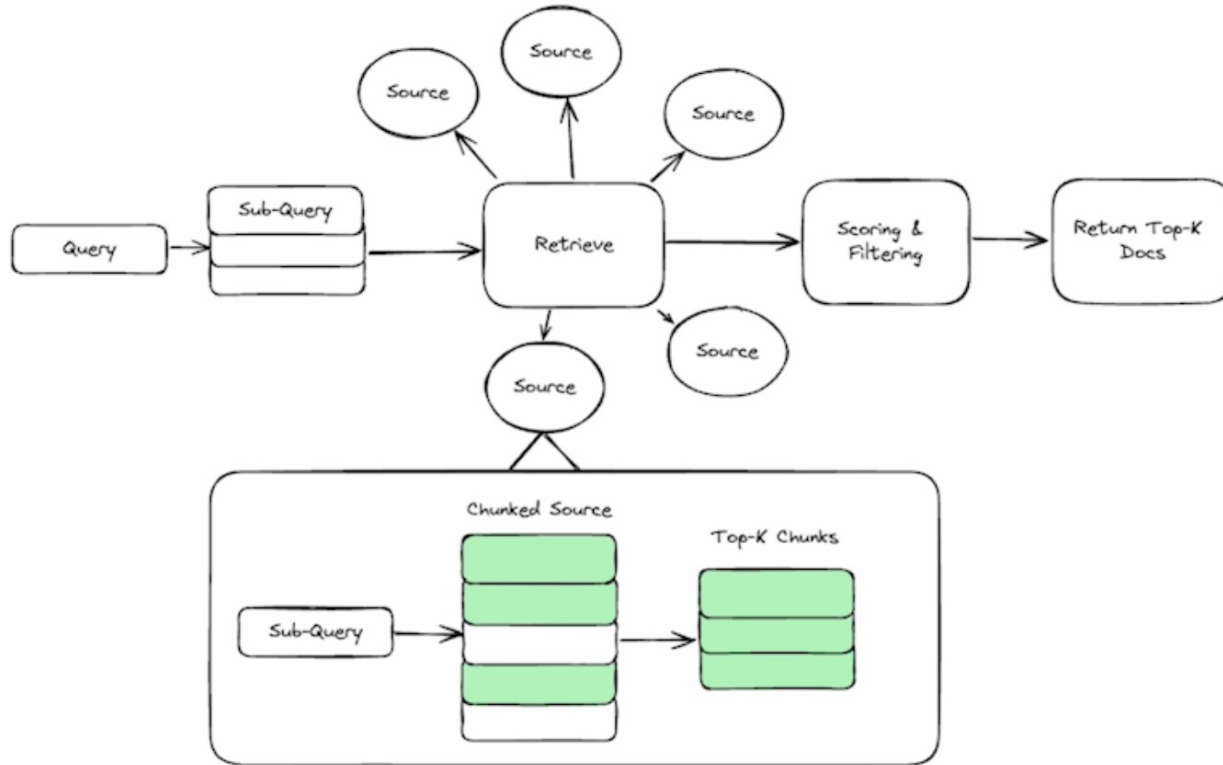 Source
Source
Source
Sub-Query
Query
Retrieve
Scoring &
Filtering
Return Top-K
Docs
Source
Source
Chunked Source
Top-K Chunks
Sub-Query